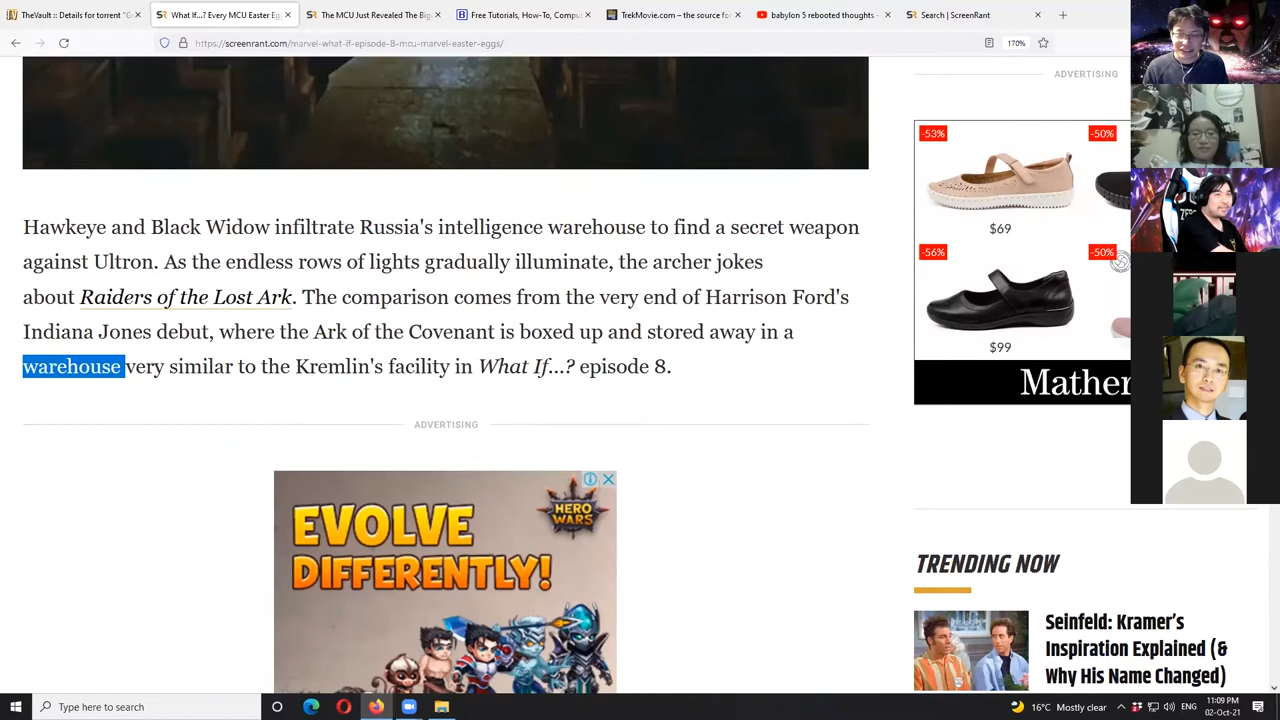 TheVault :: Details for torrent "G
What If...? Every MCU Easter Eg
The MCU Just Revealed The Big
Free Tutorials, How-To, Compu
TrekMovie.com – the source fo
babylon 5 rebooted thoughts -
Search | ScreenRant
https://screenrant.com/marvel-what-if-episode-8-mcu-marvel-easter-eggs/
170%
ADVERTISING
-53%
-50%
$69
-56%
-50%
$99
Mather
Hawkeye and Black Widow infiltrate Russia's intelligence warehouse to find a secret weapon
against Ultron. As the endless rows of lights gradually illuminate, the archer jokes
about Raiders of the Lost Ark. The comparison comes from the very end of Harrison Ford's
Indiana Jones debut, where the Ark of the Covenant is boxed up and stored away in a
warehouse very similar to the Kremlin's facility in What If...? episode 8.
ADVERTISING
EVOLVE
DIFFERENTLY!
HERO
WARS
TRENDING NOW
Seinfeld: Kramer's
Inspiration Explained (&
Why His Name Changed)
Type here to search
16°C Mostly clear
ENG
11:09 PM
02-Oct-21